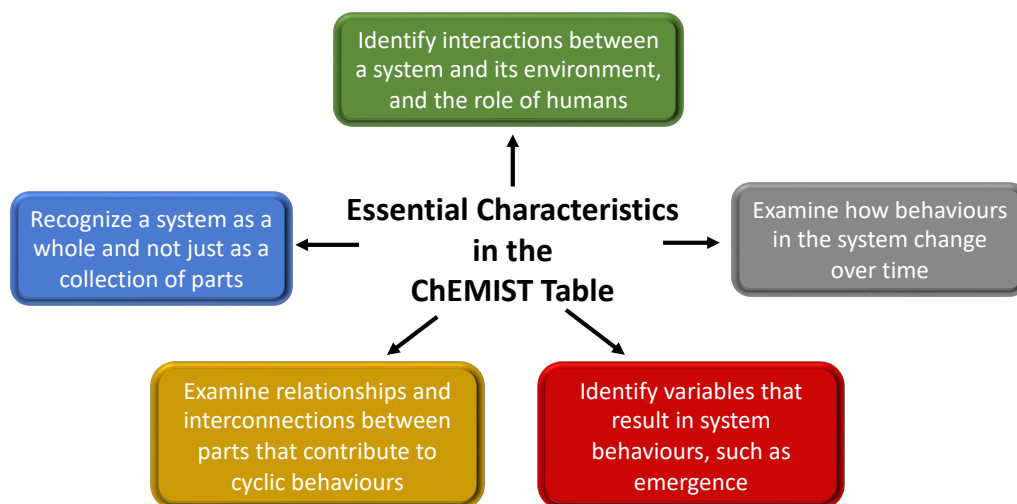 Identify interactions between
a system and its environment,
and the role of humans
Recognize a system as a
whole and not just as a
collection of parts
Essential Characteristics
in the
ChEMIST Table
Examine how behaviours
in the system change
over time
Examine relationships and
interconnections between
parts that contribute to
cyclic behaviours
Identify variables that
result in system
behaviours, such as
emergence